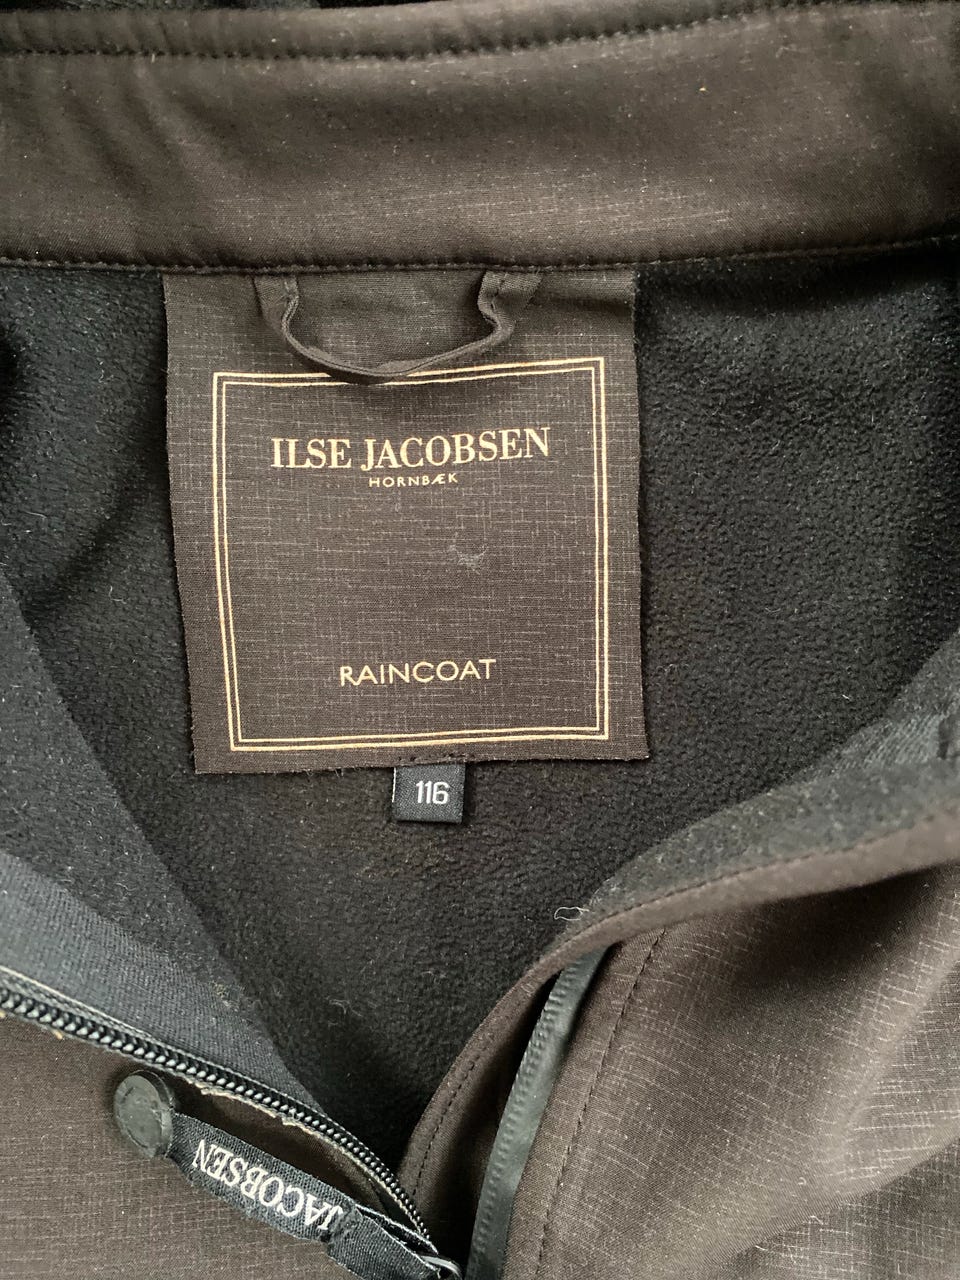 ILSE JACOBSEN
HORNBÆK
RAINCOAT
116
JACOBSEN